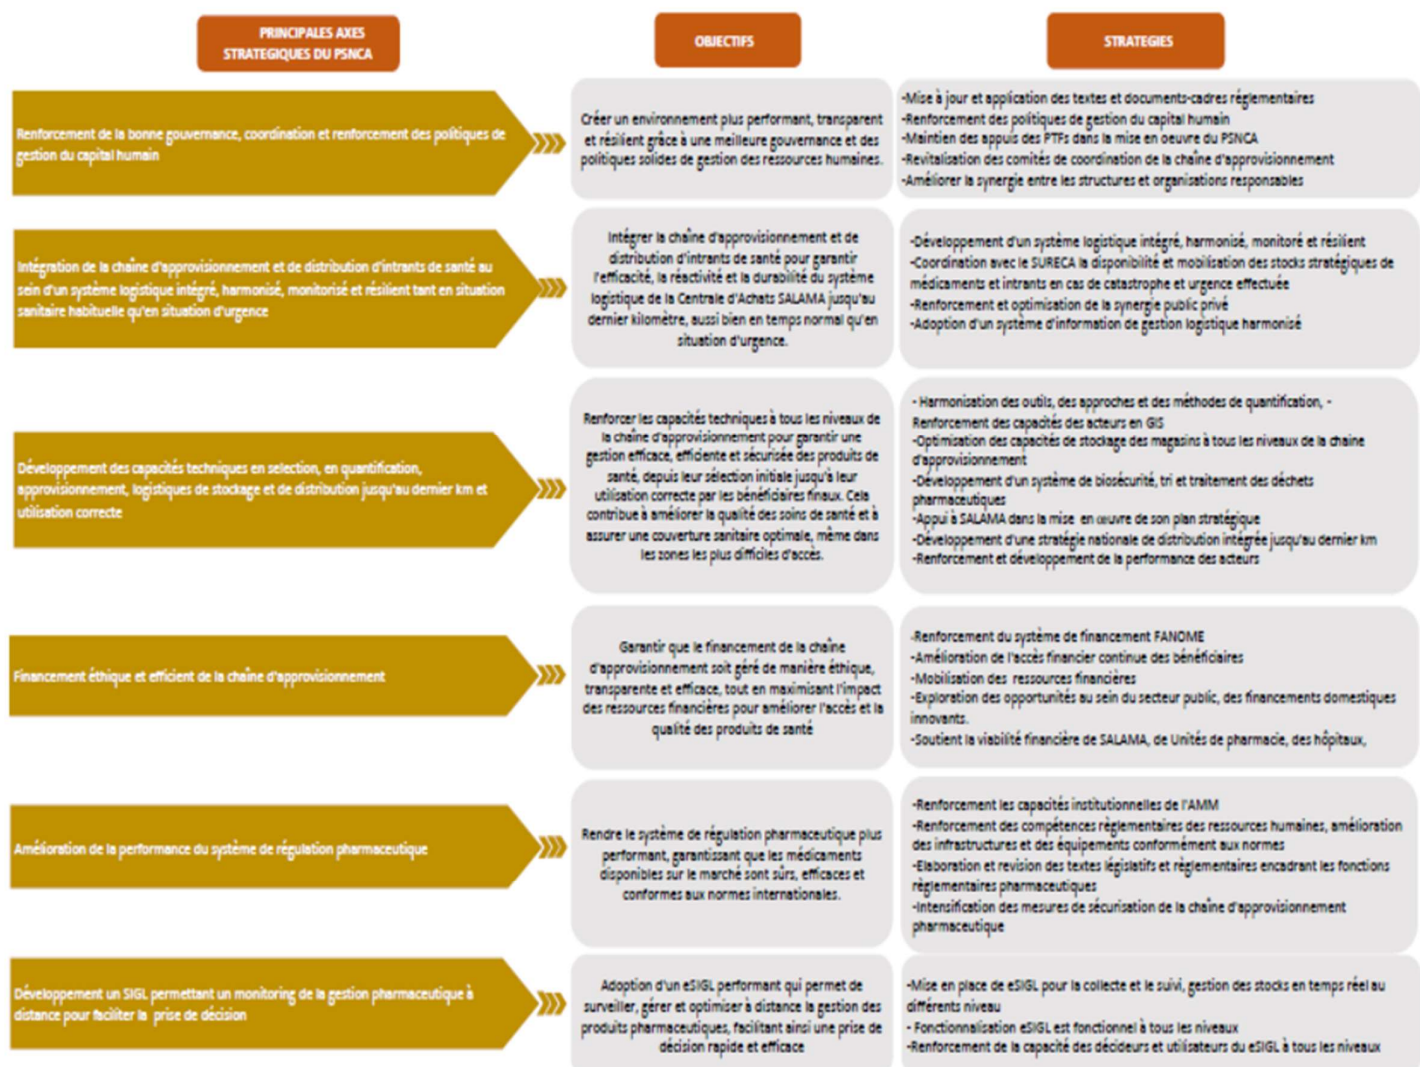 PRINCIPALES AXES
STRATEGIQUES DU PSNCA
OBJECTIFS
STRATEGIES
Renforcement de la bonne gouvernance, coordination et renforcement des politiques de
gestion du capital humain
Créer un environnement plus performant, transparent
et résilient grâce à une meilleure gouvernance et des
politiques solides de gestion des ressources humaines.
-Mise à jour et application des textes et documents-cadres réglementaires
-Renforcement des politiques de gestion du capital humain
-Maintien des appuis des PTFs dans la mise en oeuvre du PSNCA
-Revitalisation des comités de coordination de la chaîne d'approvisionnement
-Améliorer la synergie entre les structures et organisations responsables
Intégration de la chaîne d'approvisionnement et de distribution d'intrants de santé au
sein d'un système logistique intégré, harmonisé, monitorisé et résilient tant en situation
sanitaire habituelle qu'en situation d'urgence
Intégrer la chaîne d'approvisionnement et de
distribution d'intrants de santé pour garantir
l'efficacité, la réactivité et la durabilité du système
logistique de la Centrale d'Achats SALAMA jusqu'au
dernier kilomètre, aussi bien en temps normal qu'en
situation d'urgence.
-Développement d'un système logistique intégré, harmonisé, monitoré et résilient
-Coordination avec le SURECA la disponibilité et mobilisation des stocks stratégiques de
médicaments et intrants en cas de catastrophe et urgence effectuée
-Renforcement et optimisation de la synergie public privé
-Adoption d'un système d'information de gestion logistique harmonisé
Développement des capacités techniques en selection, en quantification,
approvisionnement, logistiques de stockage et de distribution jusqu'au dernier km et
utilisation correcte
Renforcer les capacités techniques à tous les niveaux de
la chaîne d'approvisionnement pour garantir une
gestion efficace, efficiente et sécurisée des produits de
santé, depuis leur sélection initiale jusqu'à leur
utilisation correcte par les bénéficiaires finaux. Cela
contribue à améliorer la qualité des soins de santé et à
assurer une couverture sanitaire optimale, même dans
les zones les plus difficiles d'accès.
- Harmonisation des outils, des approches et des méthodes de quantification, -
Renforcement des capacités des acteurs en GIS
-Optimisation des capacités de stockage des magasins à tous les niveaux de la chaine
d'approvisionnement
-Développement d'un système de biosécurité, tri et traitement des déchets
pharmaceutiques
-Appui à SALAMA dans la mise en œuvre de son plan stratégique
-Développement d'une stratégie nationale de distribution intégrée jusqu'au dernier km
-Renforcement et développement de la performance des acteurs
Financement éthique et efficient de la chaîne d'approvisionnement
Garantir que le financement de la chaîne
d'approvisionnement soit géré de manière éthique,
transparente et efficace, tout en maximisant l'impact
des ressources financières pour améliorer l'accès et la
qualité des produits de santé
-Renforcement du système de financement FANOME
-Amélioration de l'accès financier continue des bénéficiaires
-Mobilisation des ressources financières
-Exploration des opportunités au sein du secteur public, des financements domestiques
innovants.
-Soutient la viabilité financière de SALAMA, de Unités de pharmacie, des hôpitaux,
Amélioration de la performance du système de régulation pharmaceutique
Rendre le système de régulation pharmaceutique plus
performant, garantissant que les médicaments
disponibles sur le marché sont sûrs, efficaces et
conformes aux normes internationales.
-Renforcement les capacités institutionnelles de l'AMM
-Renforcement des compétences règlementaires des ressources humaines, amélioration
des infrastructures et des équipements conformément aux normes
-Elaboration et revision des textes législatifs et règlementaires encadrant les fonctions
règlementaires pharmaceutiques
-Intensification des mesures de sécurisation de la chaîne d'approvisionnement
pharmaceutique
Développement un SIGL permettant un monitoring de la gestion pharmaceutique à
distance pour faciliter la prise de décision
Adoption d'un eSIGL performant qui permet de
surveiller, gérer et optimiser à distance la gestion des
produits pharmaceutiques, facilitant ainsi une prise de
décision rapide et efficace
-Mise en place de eSIGL pour la collecte et le suivi, gestion des stocks en temps réel au
différents niveau
- Fonctionnalisation eSIGL est fonctionnel à tous les niveaux
-Renforcement de la capacité des décideurs et utilisateurs du eSIGL à tous les niveaux